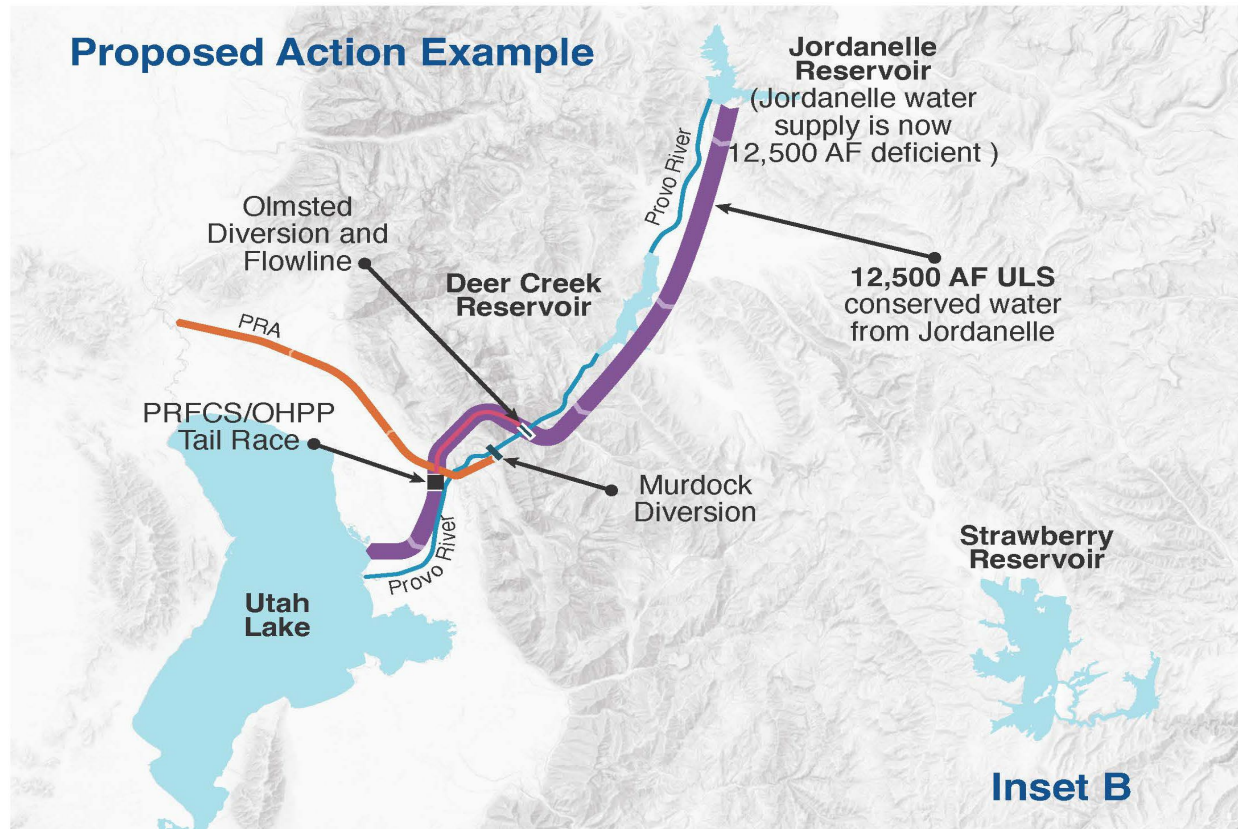 Proposed Action Example
Jordanelle
Reservoir
(Jordanelle water
supply is now
12,500 AF deficient )
Provo River
Olmsted
Diversion and
Flowline
Deer Creek
Reservoir
12,500 AF ULS
conserved water
from Jordanelle
PRA
PRFCS/OHPP
Tail Race
Murdock
Diversion
Provo River
Utah
Lake
Strawberry
Reservoir
Inset B